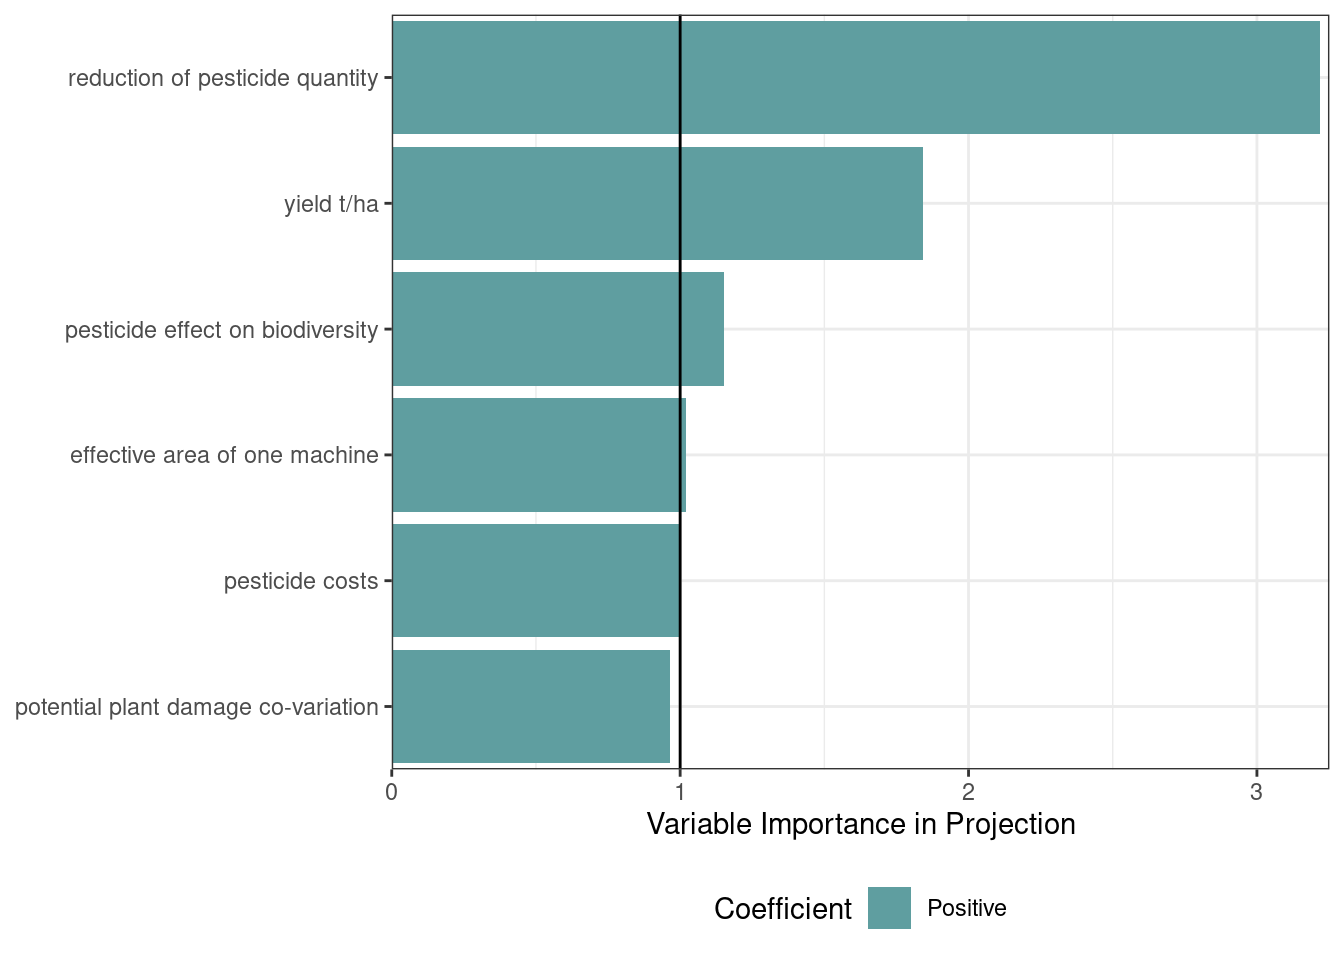 reduction of pesticide quantity
yield t/ha
pesticide effect on biodiversity
effective area of one machine
pesticide costs
potential plant damage co-variation
0 1 2 3
Variable Importance in Projection
Coefficient Positive